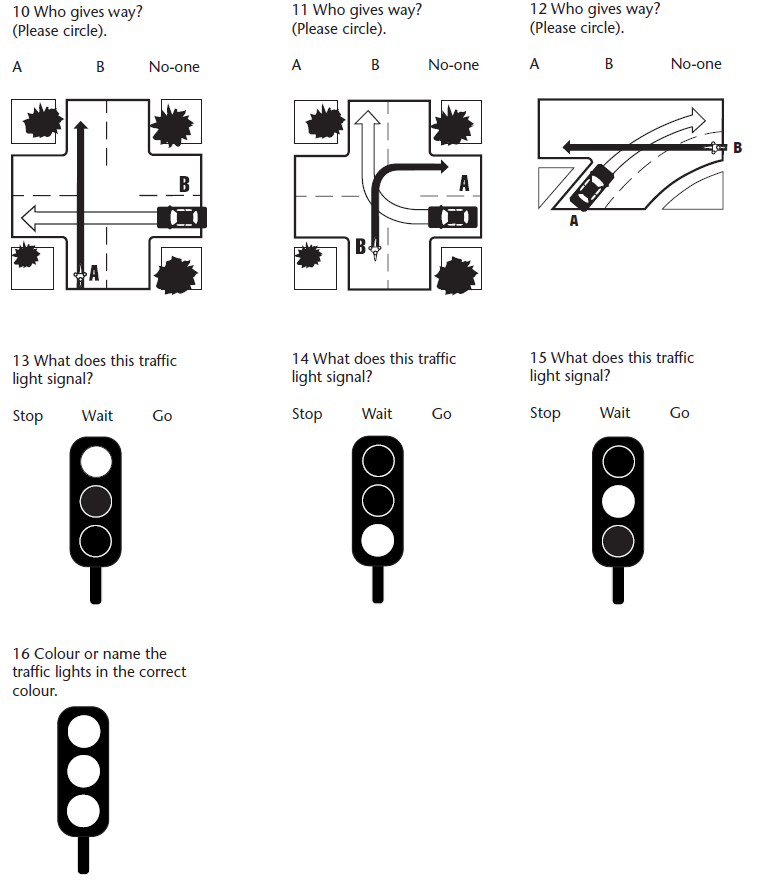 10 Who gives way?
(Please circle).
A B No-one
B
A
11 Who gives way?
(Please circle).
A B No-one
A
B
12 Who gives way?
(Please circle).
A B No-one
B
A
13 What does this traffic
light signal?
Stop Wait Go
14 What does this traffic
light signal?
Stop Wait Go
15 What does this traffic
light signal?
Stop Wait Go
16 Colour or name the
traffic lights in the correct
colour.